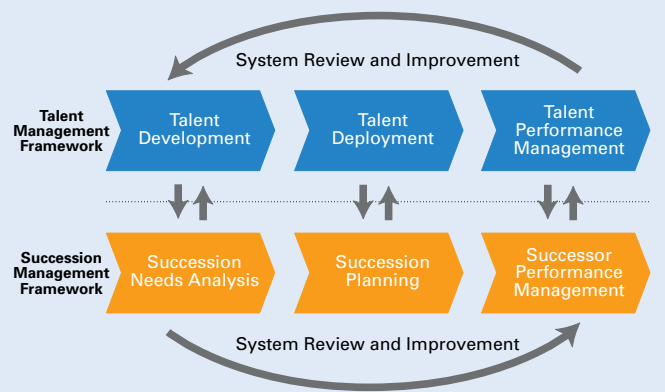 System Review and Improvement
Talent
Management
Framework
Talent
Development
Talent
Deployment
Talent
Performance
Management
Succession
Management
Framework
Succession
Needs Analysis
Succession
Planning
Successor
Performance
Management
System Review and Improvement